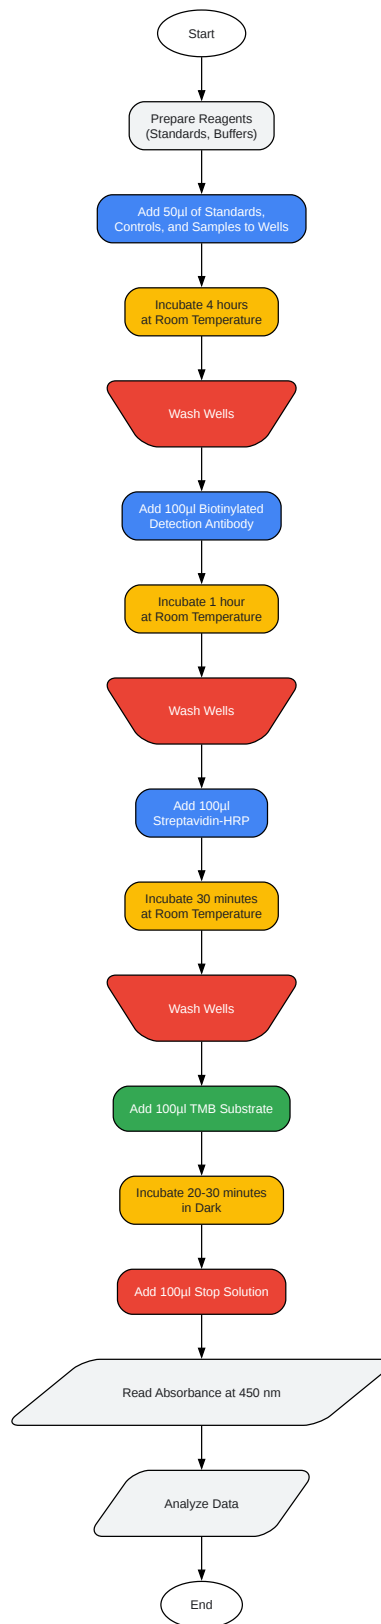 Start
Prepare Reagents
(Standards, Buffers)
Add 50µl of Standards,
Controls, and Samples to Wells
Incubate 4 hours
at Room Temperature
Wash Wells
Add 100µl Biotinylated
Detection Antibody
Incubate 1 hour
at Room Temperature
Wash Wells
Add 100µl
Streptavidin-HRP
Incubate 30 minutes
at Room Temperature
Wash Wells
Add 100µl TMB Substrate
Incubate 20-30 minutes
in Dark
Add 100µl Stop Solution
Read Absorbance at 450 nm
Analyze Data
End